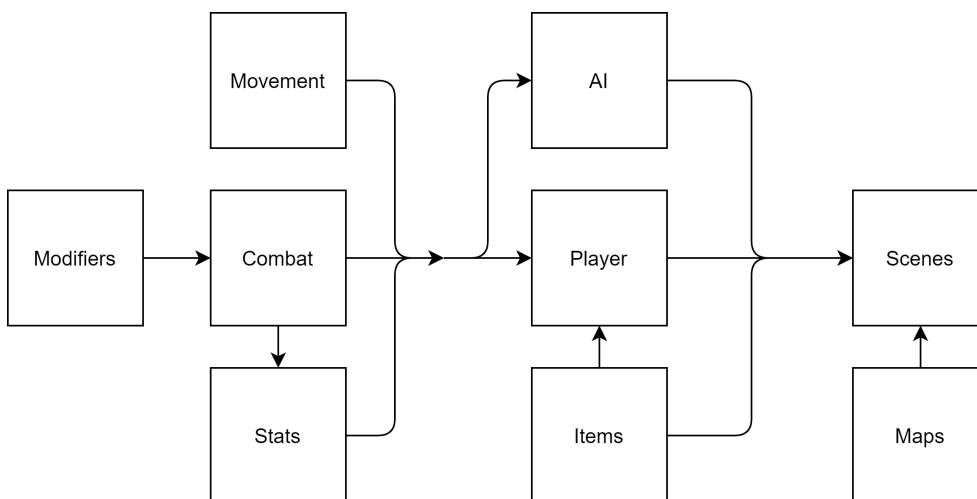 Movement
AI
Modifiers
Combat
Player
Scenes
Stats
Items
Maps